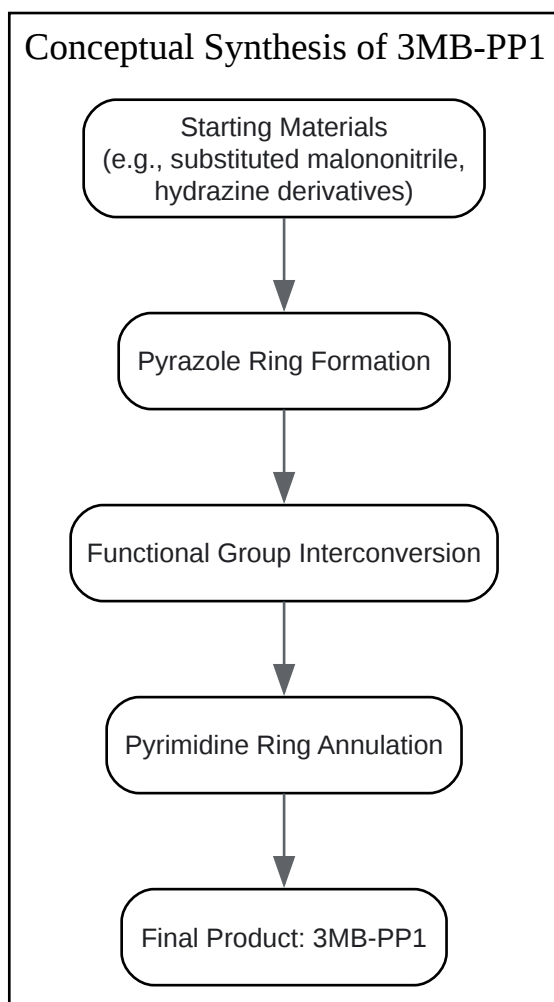 Conceptual Synthesis of 3MB-PP1
Starting Materials
(e.g., substituted malononitrile,
hydrazine derivatives)
Pyrazole Ring Formation
Functional Group Interconversion
Pyrimidine Ring Annulation
Final Product: 3MB-PP1